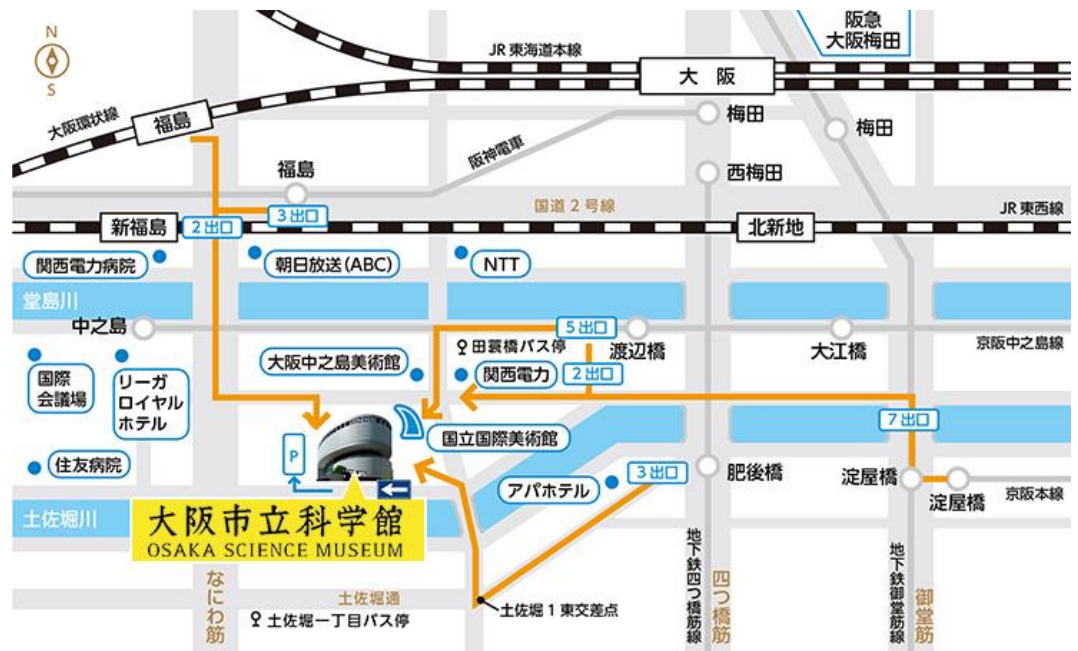 N
S
JR東海道本線
阪急
大阪梅田
大阪
大阪環状線
福島
梅田
梅田
阪神電車
福島
西梅田
国道2号線
3出口
JR東西線
新福島
2出口
北新地
関西電力病院
朝日放送(ABC)
NTT
堂島川
中之島
5出口
渡辺橋
大江橋
京阪中之島線
田蓑橋バス停
大阪中之島美術館
関西電力
2出口
国際
会議場
リーガ
ロイヤル
ホテル
7出口
国立国際美術館
P
住友病院
アパホテル
3出口
肥後橋
淀屋橋
淀屋橋
京阪本線
土佐堀川
大阪市立科学館
OSAKA SCIENCE MUSEUM
なにわ筋
土佐堀通
土佐堀一丁目バス停
土佐堀1東交差点
地下鉄四つ橋筋線
四つ橋筋
地下鉄御堂筋線
御堂筋